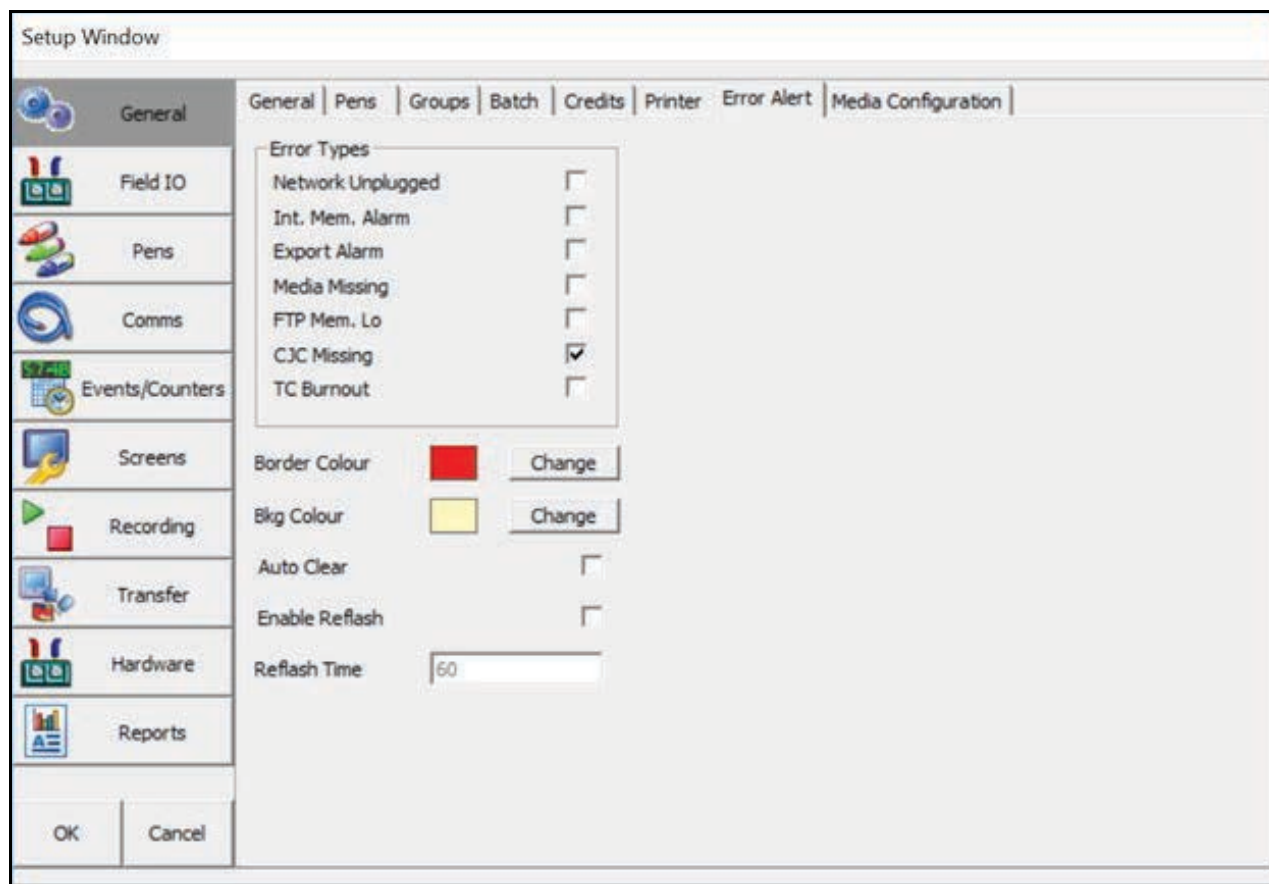 Setup Window
General
Field IO
Pens
Comms
57:48
Events/Counters
Screens
Recording
Transfer
Hardware
Reports
OK Cancel
General Pens Groups Batch Credits Printer Error Alert Media Configuration
Error Types
Network Unplugged
Int. Mem. Alarm
Export Alarm
Media Missing
FTP Mem. Lo
CJC Missing
TC Burnout
Border Colour Change
Bkg Colour Change
Auto Clear
Enable Reflash
Reflash Time 60